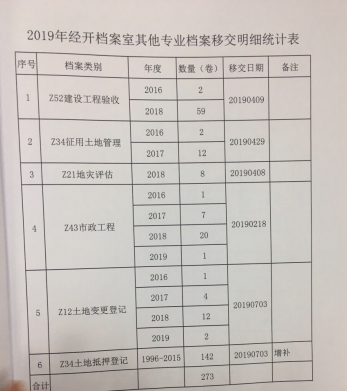 2019年经开档案室其他专业档案移交明细统计表
序号 档案类别 年度 数量（卷） 移交日期 备注
1 Z52建设工程验收 2016 2 20190409
2018 59
2 Z34征用土地管理 2016 2 20190429
2017 12
3 Z21地灾评估 2018 8 20190408
4 Z43市政工程 2016 1 20190218
2017 7
2018 20
2019 1
5 Z12土地变更登记 2016 1 20190703
2017 4
2018 12
2019 2
6 Z34土地抵押登记 1996-2015 142 20190703 增补
合计 273